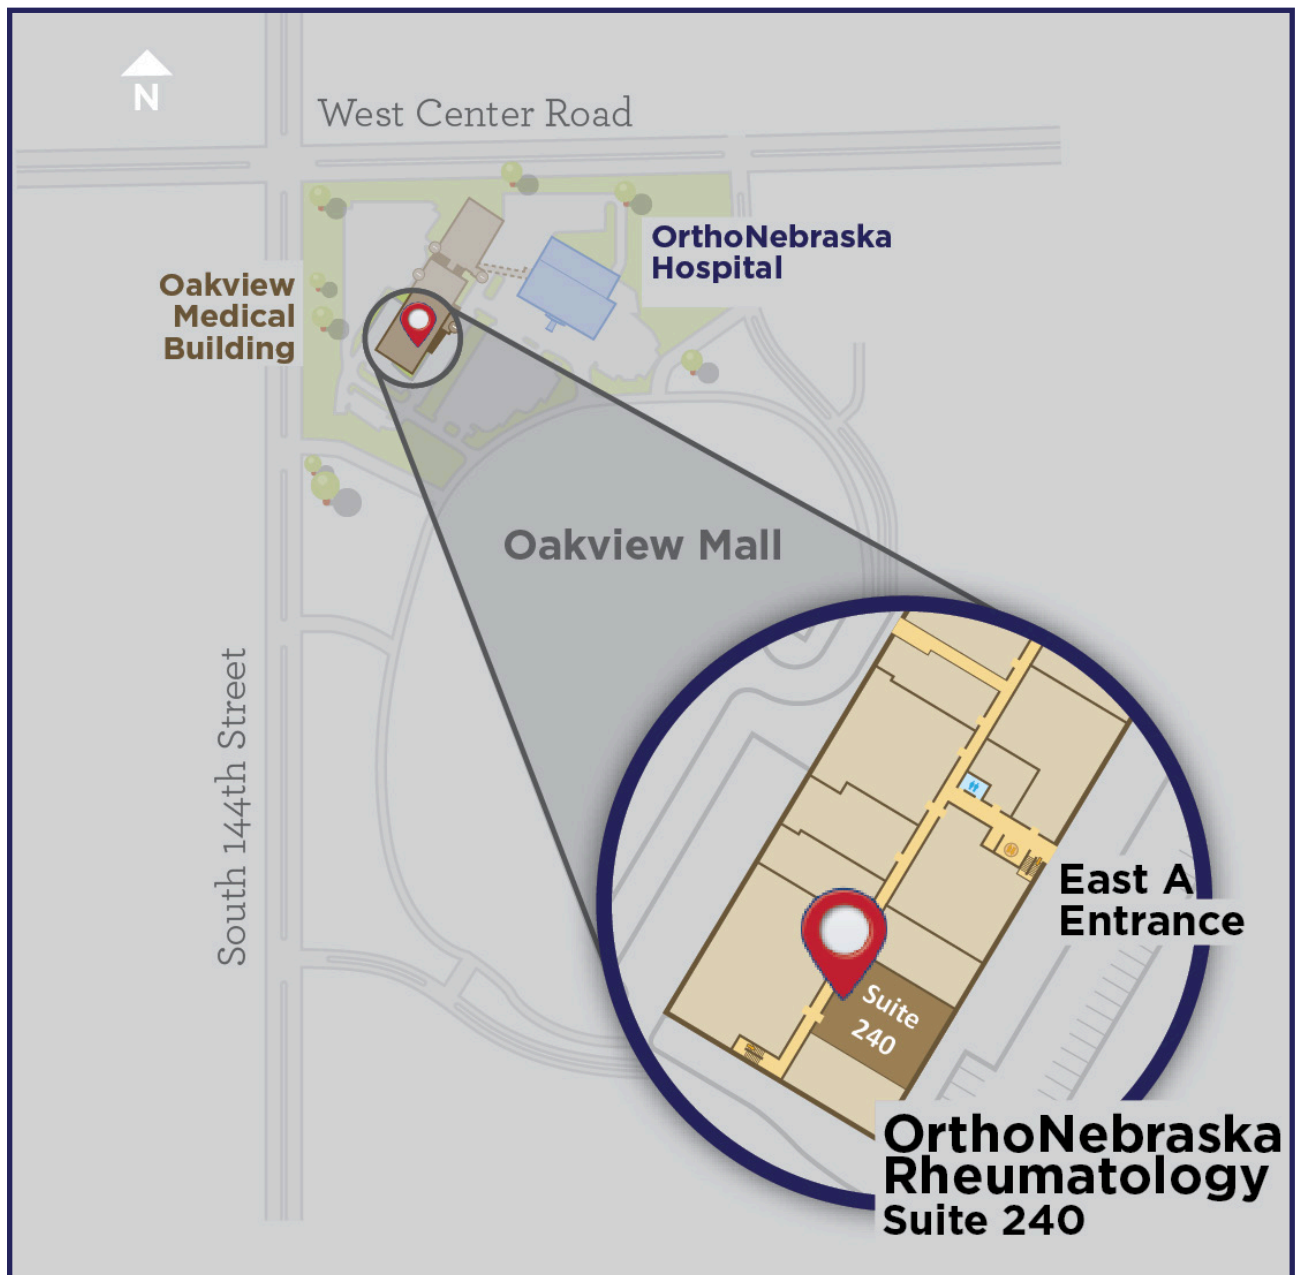 N
West Center Road
OrthoNebraska
Hospital
Oakview
Medical
Building
Oakview Mall
South 144th Street
East A
Entrance
Suite
240
OrthoNebraska
Rheumatology
Suite 240